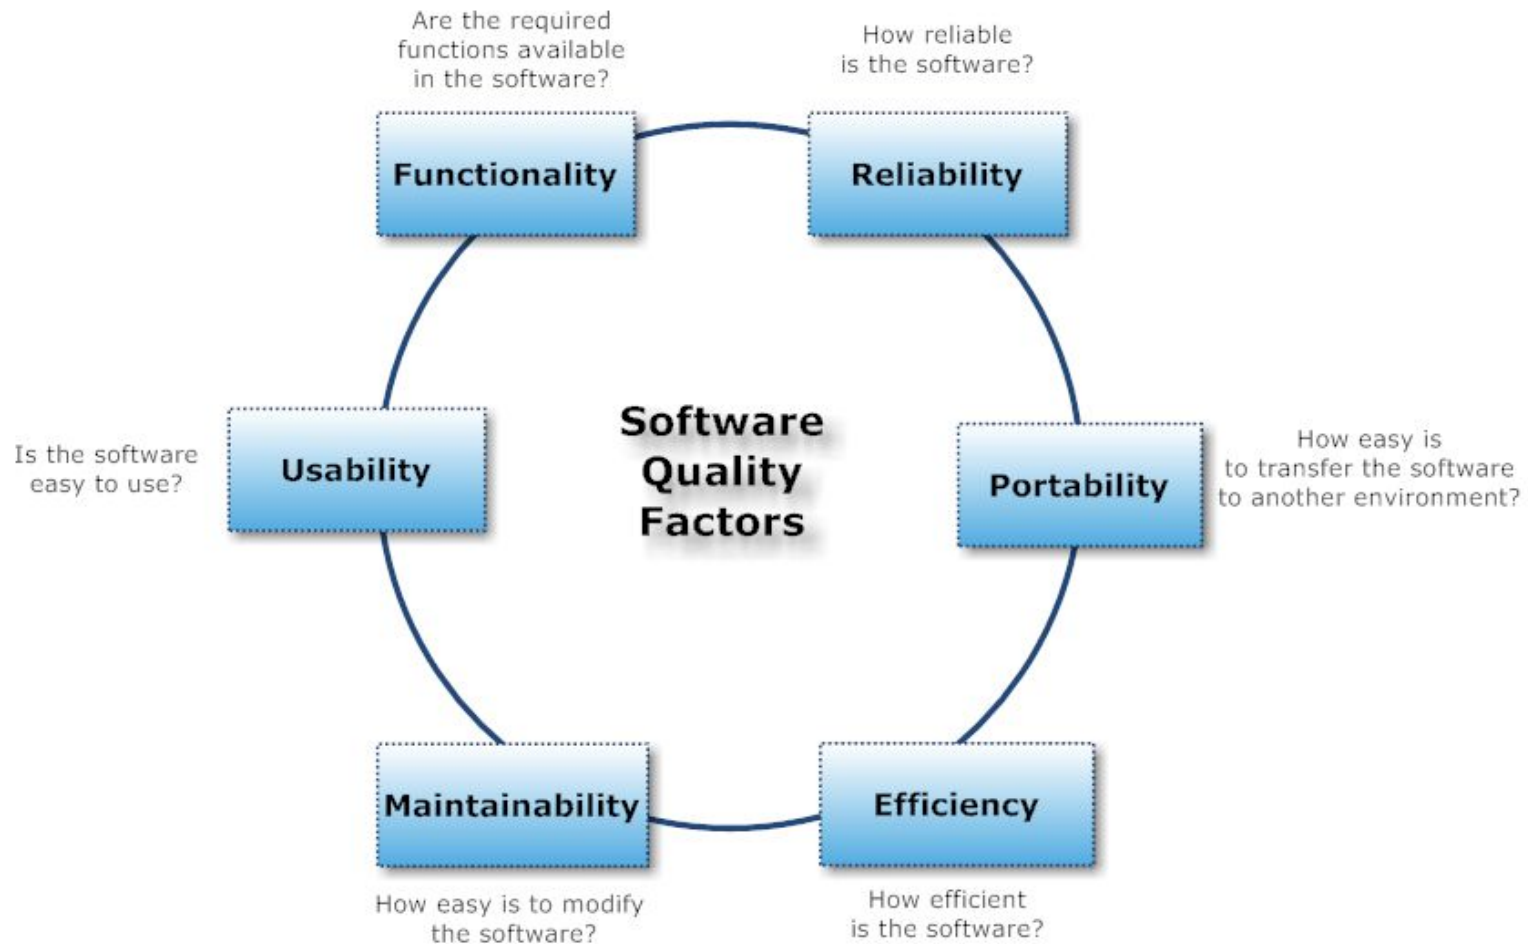 Are the required
functions available
in the software?
Functionality
How reliable
is the software?
Reliability
Is the software
easy to use?
Usability
Software
Quality
Factors
Portability
How easy is
to transfer the software
to another environment?
Maintainability
How easy is to modify
the software?
Efficiency
How efficient
is the software?